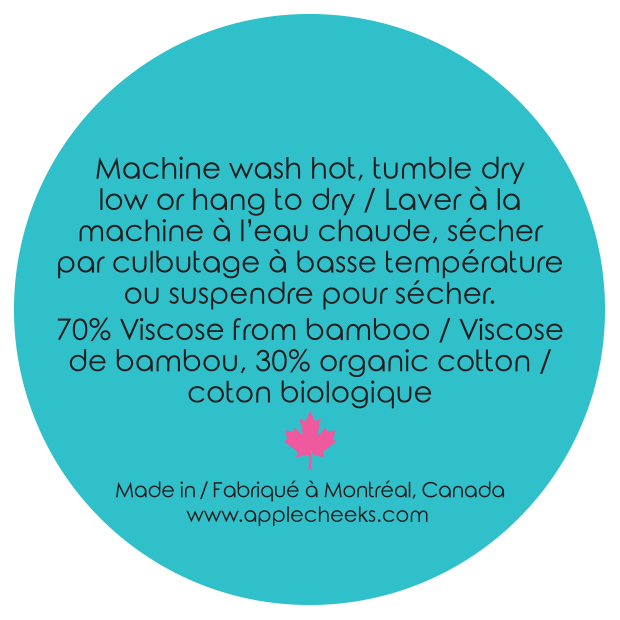 Machine wash hot, tumble dry
low or hang to dry / Laver à la
machine à l'eau chaude, sécher
par culbutage à basse température
ou suspendre pour sécher.
70% Viscose from bamboo / Viscose
de bambou, 30% organic cotton /
coton biologique
Made in / Fabriqué à Montréal, Canada
www.applecheeks.com